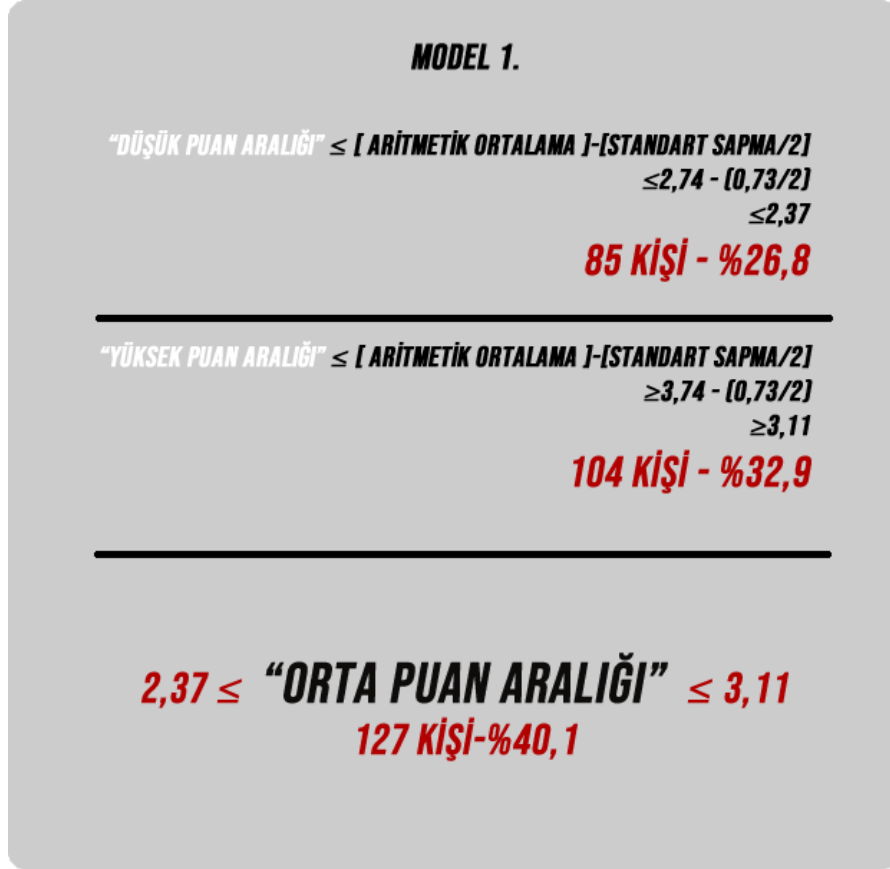 MODEL 1.
“DÜŞÜK PUAN ARALIĞI” ≤ [ ARİTMETİK ORTALAMA ]-[STANDART SAPMA/2]
≤2,74 - (0,73/2)
≤2,37
85 KİŞİ - %26,8
“YÜKSEK PUAN ARALIĞI” ≤ [ ARİTMETİK ORTALAMA ]-[STANDART SAPMA/2]
≥3,74 - (0,73/2)
≥3,11
104 KİŞİ - %32,9
2,37 ≤ “ORTA PUAN ARALIĞI” ≤ 3,11
127 KİŞİ-%40,1